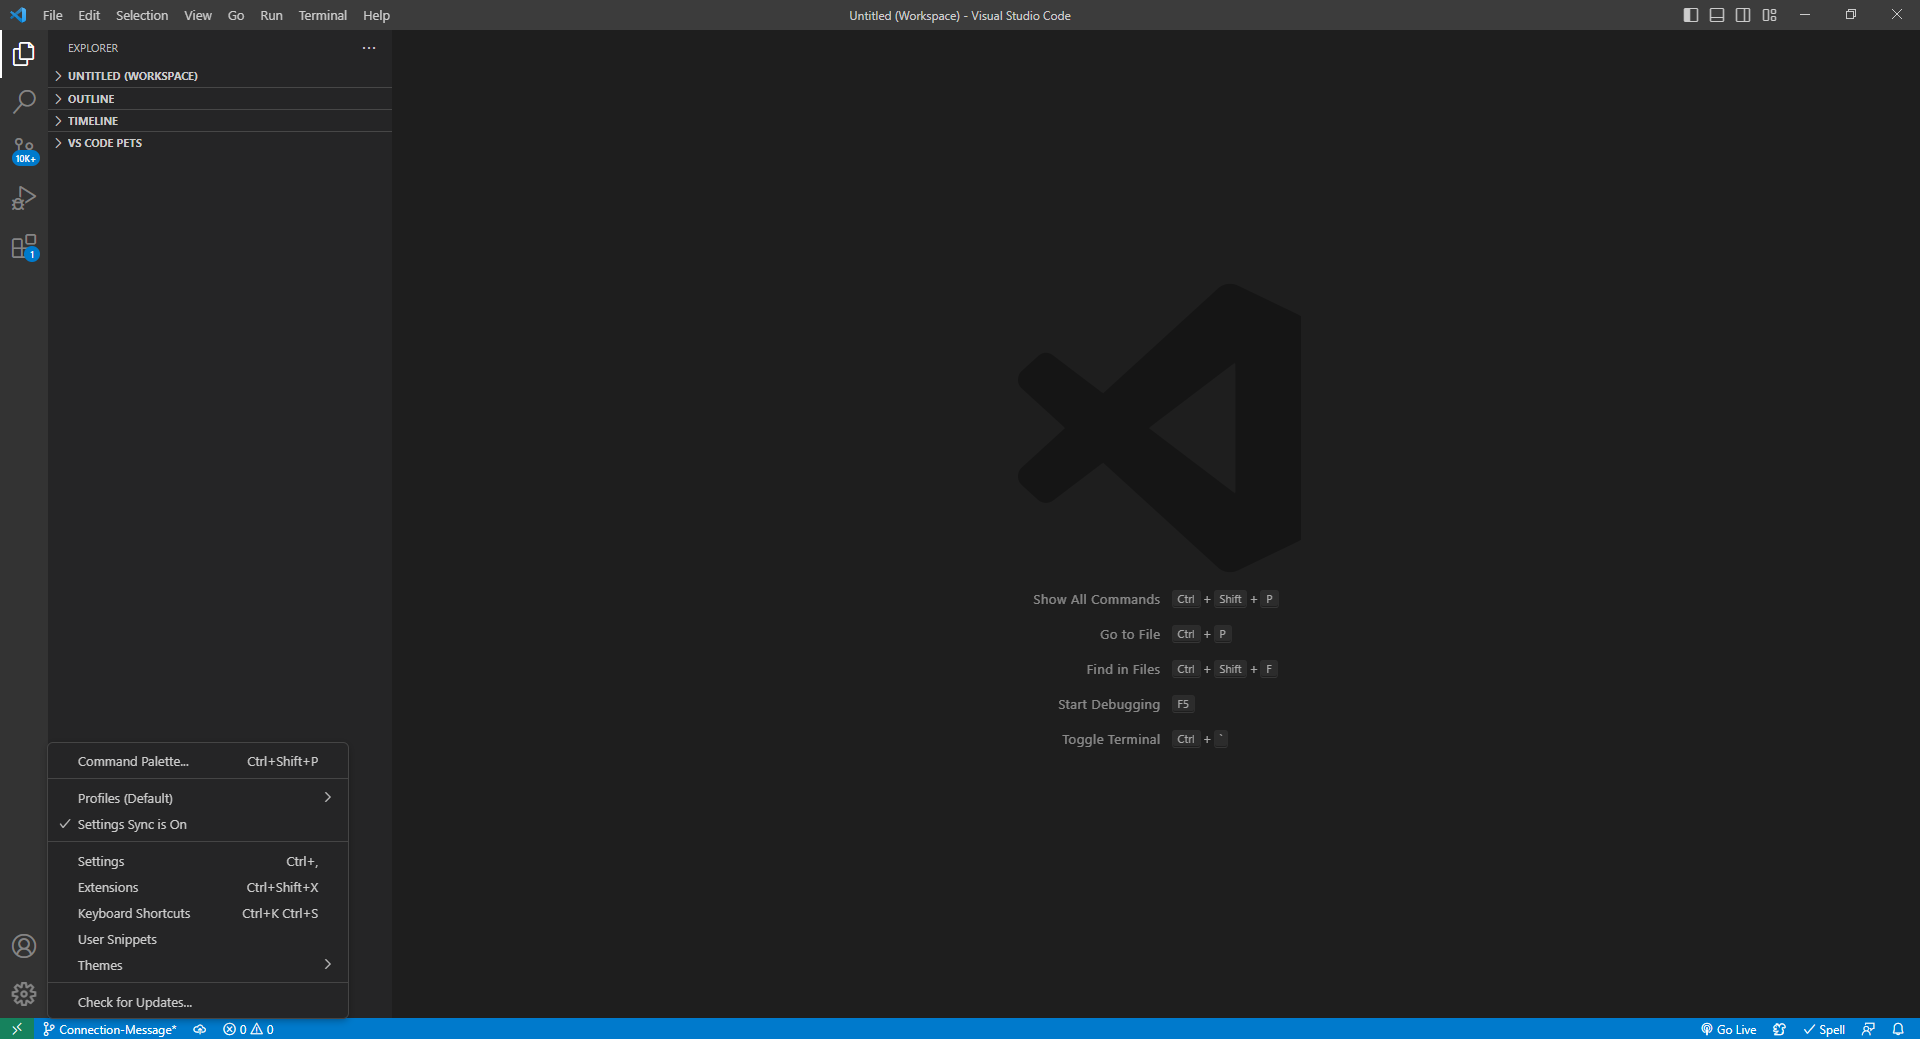 File Edit Selection View Go Run Terminal Help
Untitled (Workspace) - Visual Studio Code
EXPLORER
UNTITLED (WORKSPACE)
OUTLINE
TIMELINE
VS CODE PETS
10K+
1
Show All Commands Ctrl + Shift + P
Go to File Ctrl + P
Find in Files Ctrl + Shift + F
Start Debugging F5
Toggle Terminal Ctrl + `
Command Palette... Ctrl+Shift+P
Profiles (Default)
Settings Sync is On
Settings Ctrl+,
Extensions Ctrl+Shift+X
Keyboard Shortcuts Ctrl+K Ctrl+S
User Snippets
Themes
Check for Updates...
Connection-Message* 0 0 Go Live Spell